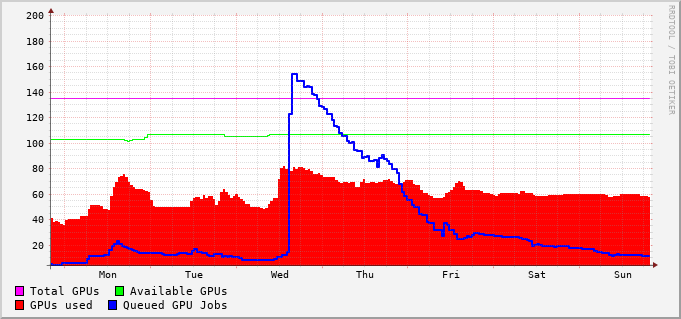 200
180
160
140
120
100
80
60
40
20
Mon Tue Wed Thu Fri Sat Sun
Total GPUs Available GPUs
GPUs used Queued GPU Jobs
RRDTOOL / TOBI OETIKER